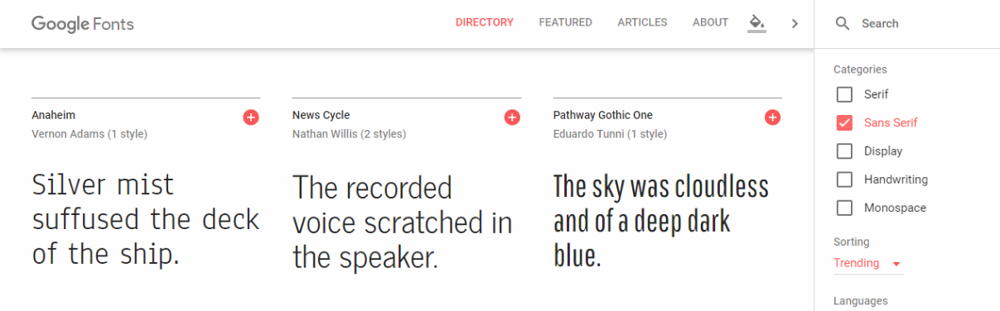 Google Fonts
DIRECTORY FEATURED ARTICLES ABOUT
Search
Anaheim
Vernon Adams (1 style)
Silver mist
suffused the deck
of the ship.
News Cycle
Nathan Willis (2 styles)
The recorded
voice scratched in
the speaker.
Pathway Gothic One
Eduardo Tunni (1 style)
The sky was cloudless
and of a deep dark
blue.
Categories
Serif
Sans Serif
Display
Handwriting
Monospace
Sorting
Trending
Languages